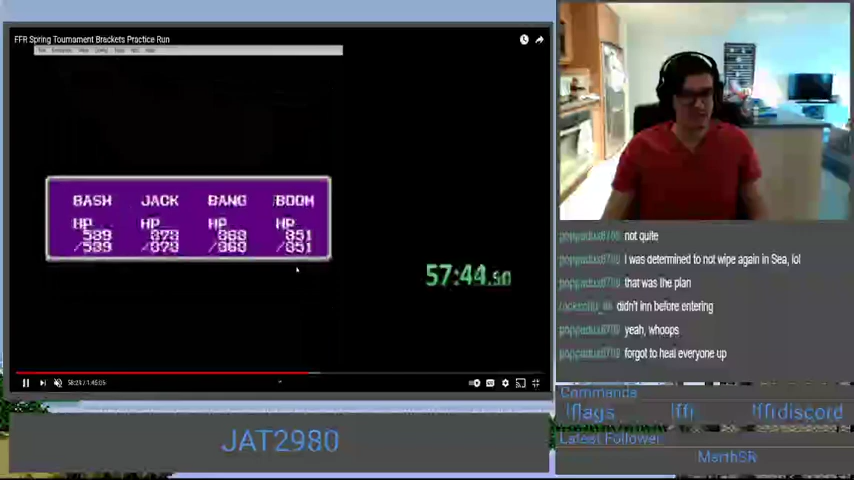 FFR Spring Tournament Brackets Practice Run
BASH JACK BANG BOOM
HP HP HP HP
589 873 868 851
/589 /873 /868 /851
57:44.50
not quite
I was determined to not wipe again in Sea, lol
that was the plan
didn't inn before entering
yeah, whoops
forgot to heal everyone up
Commands
!flags !ffr !ffrdiscord
Latest Follower
MarthSR
JAT2980